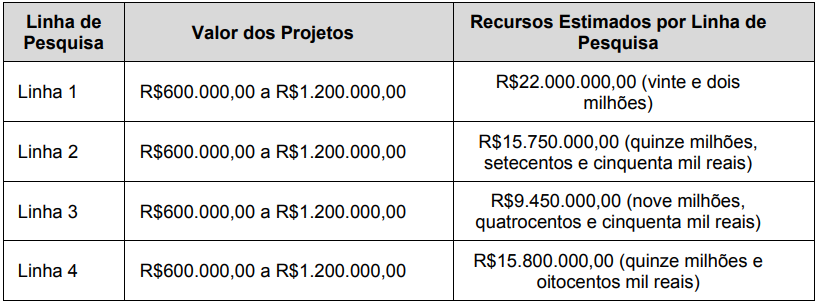 Linha de Pesquisa
Valor dos Projetos
Recursos Estimados por Linha de Pesquisa
Linha 1
R$600.000,00 a R$1.200.000,00
R$22.000.000,00 (vinte e dois
milhões)
Linha 2
R$600.000,00 a R$1.200.000,00
R$15.750.000,00 (quinze milhões,
setecentos e cinquenta mil reais)
Linha 3
R$600.000,00 a R$1.200.000,00
R$9.450.000,00 (nove milhões,
quatrocentos e cinquenta mil reais)
Linha 4
R$600.000,00 a R$1.200.000,00
R$15.800.000,00 (quinze milhões e
oitocentos mil reais)